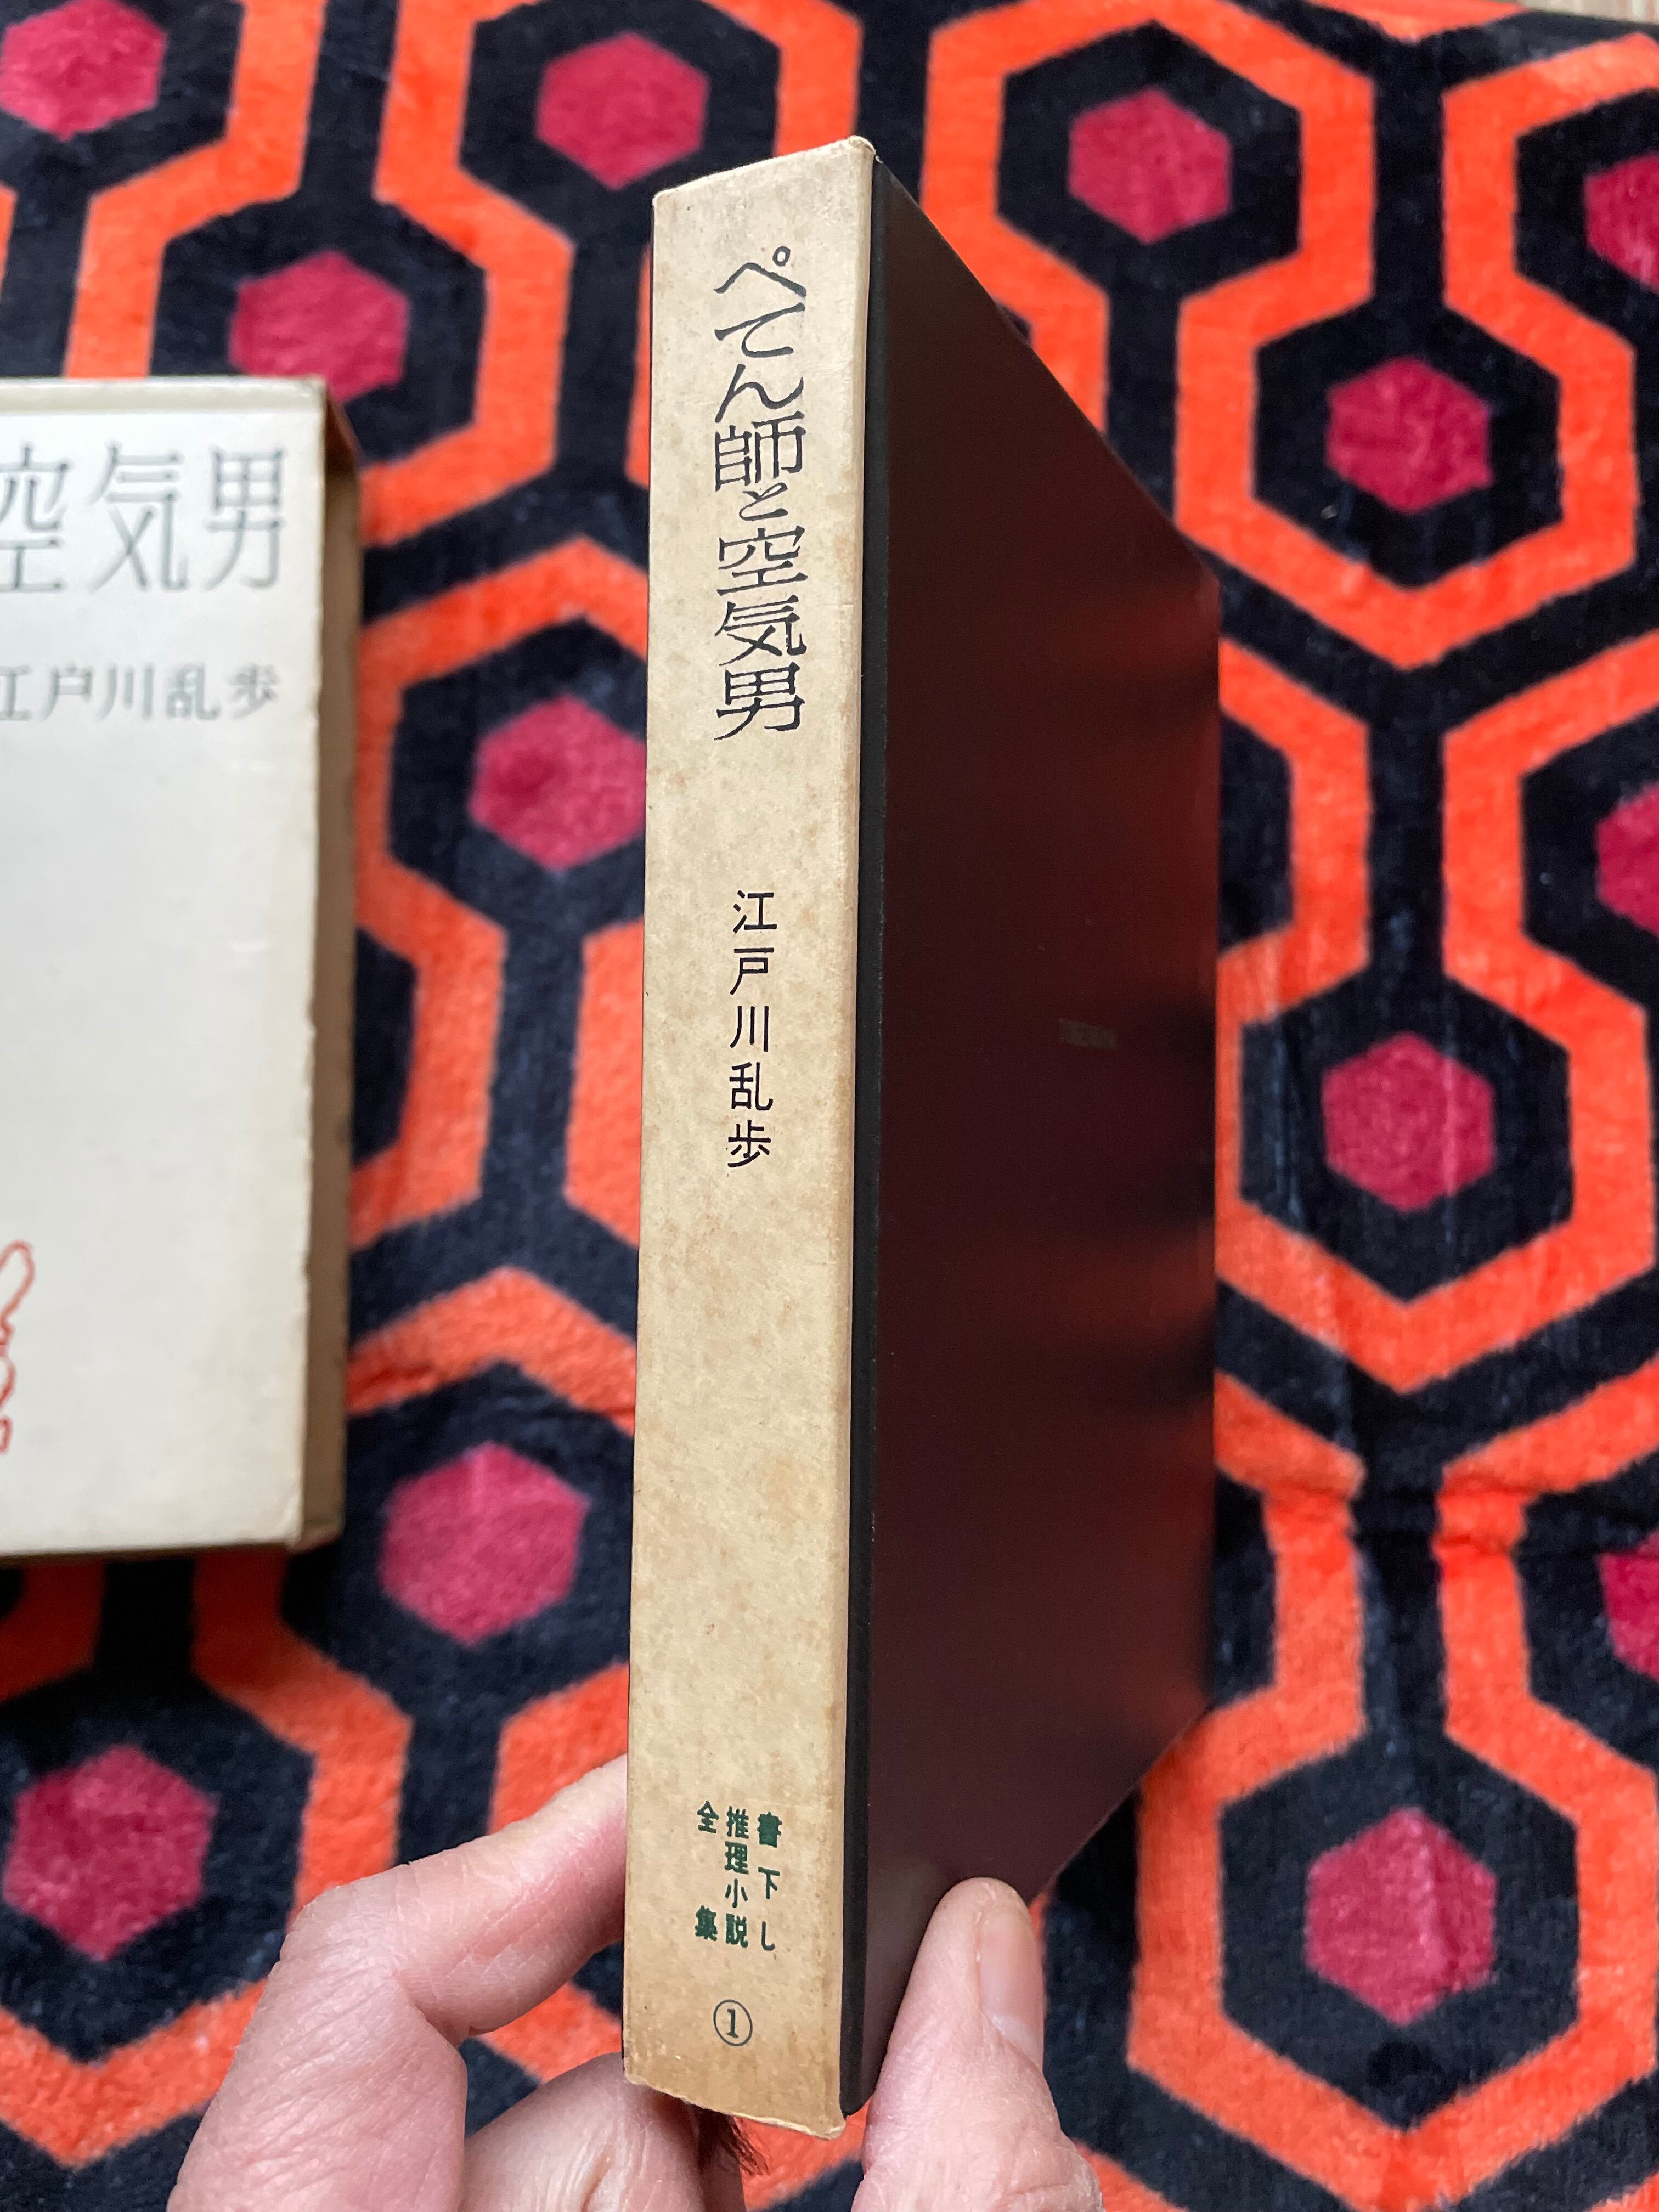 ぺてん師と空気男
江戸川乱歩
書下し
推理小説
全集
①
空気男
江戸川乱歩